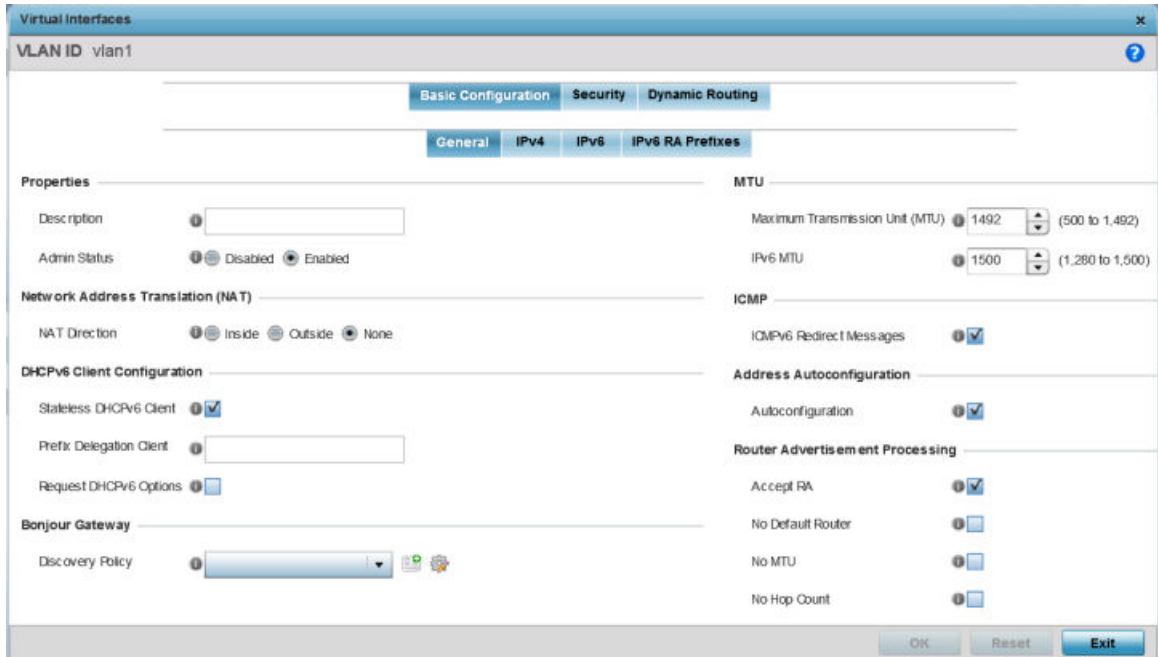 Virtual Interfaces
VLAN ID vlan1
Basic Configuration Security Dynamic Routing
General IPv4 IPv6 IPv6 RA Prefixes
Properties
Description
Admin Status Disabled Enabled
Network Address Translation (NAT)
NAT Direction Inside Outside None
DHCPv6 Client Configuration
Stateless DHCPv6 Client
Prefix Delegation Client
Request DHCPv6 Options
Bonjour Gateway
Discovery Policy
MTU
Maximum Transmission Unit (MTU) 1492 (500 to 1,492)
IPv6 MTU 1500 (1,280 to 1,500)
ICMP
ICMPv6 Redirect Messages
Address Autoconfiguration
Autoconfiguration
Router Advertisement Processing
Accept RA
No Default Router
No MTU
No Hop Count
OK Reset Exit